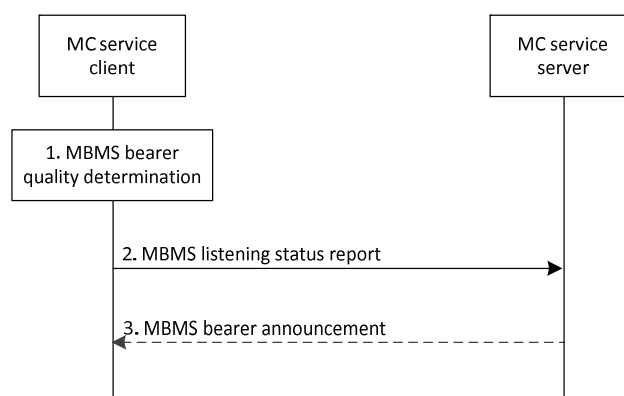 MC service
client
MC service
server
1. MBMS bearer
quality determination
2. MBMS listening status report
3. MBMS bearer announcement